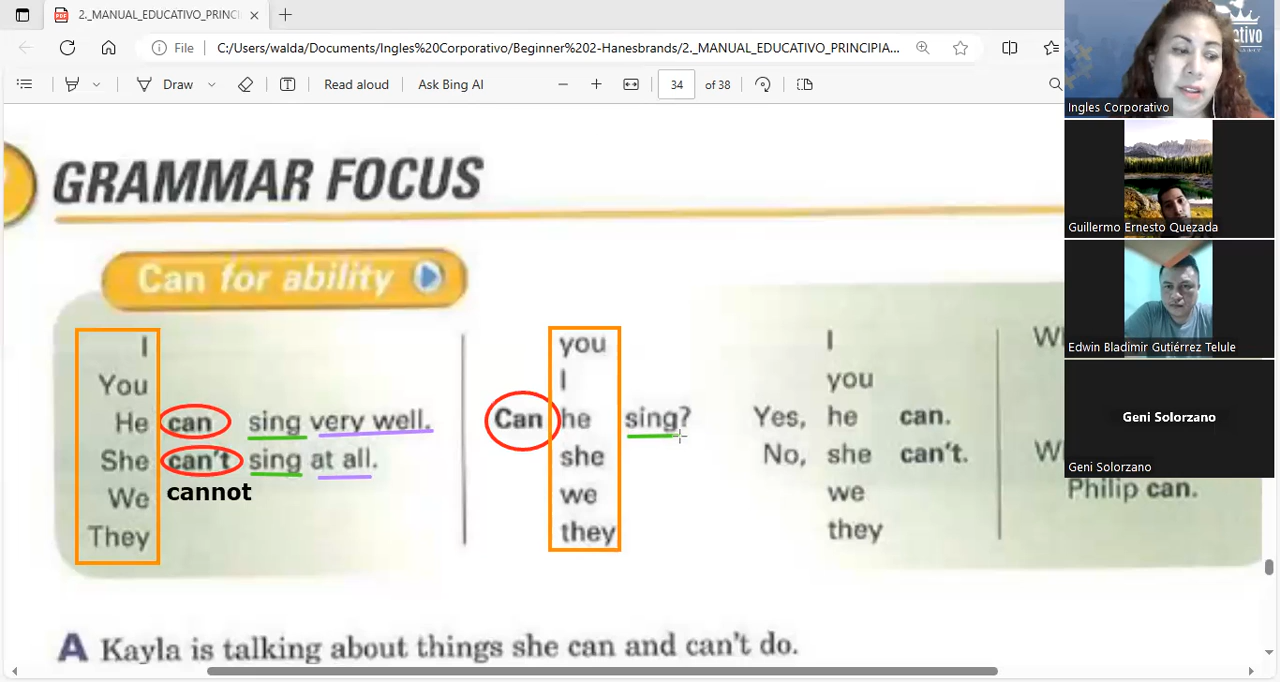 2._MANUAL_EDUCATIVO_PRINCI
File
C:/Users/walda/Documents/Ingles%20Corporativo/Beginner%202-Hanesbrands/2._MANUAL_EDUCATIVO_PRINCIPIA...
Draw
Read aloud
Ask Bing AI
34
of 38
GRAMMAR FOCUS
Can for ability
I
You
He can sing very well.
She can't sing at all.
cannot
We
They
you
I
Can he sing?
she
we
they
I
you
Yes, he can.
No, she can't.
we
they
Philip can.
A Kayla is talking about things she can and can't do.
Ingles Corporativo
Guillermo Ernesto Quezada
Edwin Bladimir Gutiérrez Telule
Geni Solorzano
Geni Solorzano